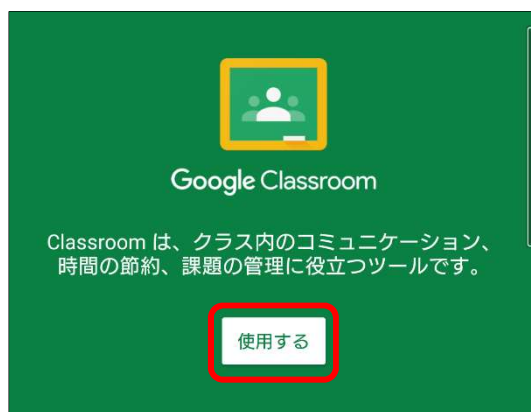 Google Classroom
Classroom は、クラス内のコミュニケーション、
時間の節約、課題の管理に役立つツールです。
使用する